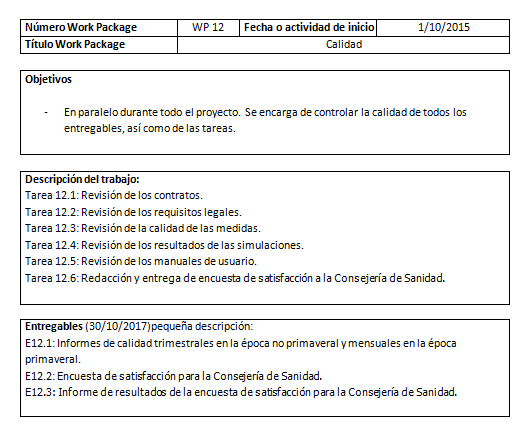 Número Work Package WP 12 Fecha o actividad de inicio 1/10/2015
Título Work Package Calidad
Objetivos
- En paralelo durante todo el proyecto. Se encarga de controlar la calidad de todos los
entregables, así como de las tareas.
Descripción del trabajo:
Tarea 12.1: Revisión de los contratos.
Tarea 12.2: Revisión de los requisitos legales.
Tarea 12.3: Revisión de la calidad de las medidas.
Tarea 12.4: Revisión de los resultados de las simulaciones.
Tarea 12.5: Revisión de los manuales de usuario.
Tarea 12.6: Redacción y entrega de encuesta de satisfacción a la Consejería de Sanidad.
Entregables (30/10/2017)pequeña descripción:
E12.1: Informes de calidad trimestrales en la época no primaveral y mensuales en la época
primaveral.
E12.2: Encuesta de satisfacción para la Consejería de Sanidad.
E12.3: Informe de resultados de la encuesta de satisfacción para la Consejería de Sanidad.